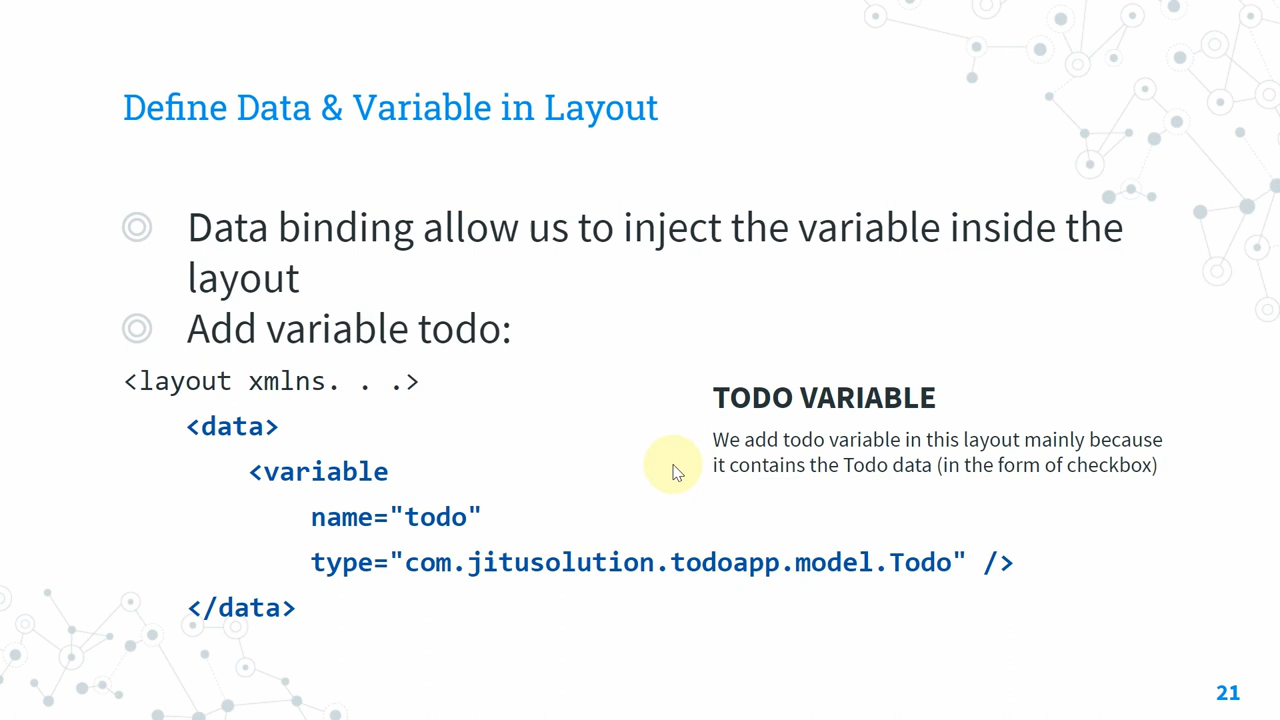 Define Data & Variable in Layout
Data binding allow us to inject the variable inside the
layout
Add variable todo:
<layout xmlns. . .>
<data>
<variable
name="todo"
type="com.jitusolution.todoapp.model.Todo" />
</data>
TODO VARIABLE
We add todo variable in this layout mainly because
it contains the Todo data (in the form of checkbox)
21